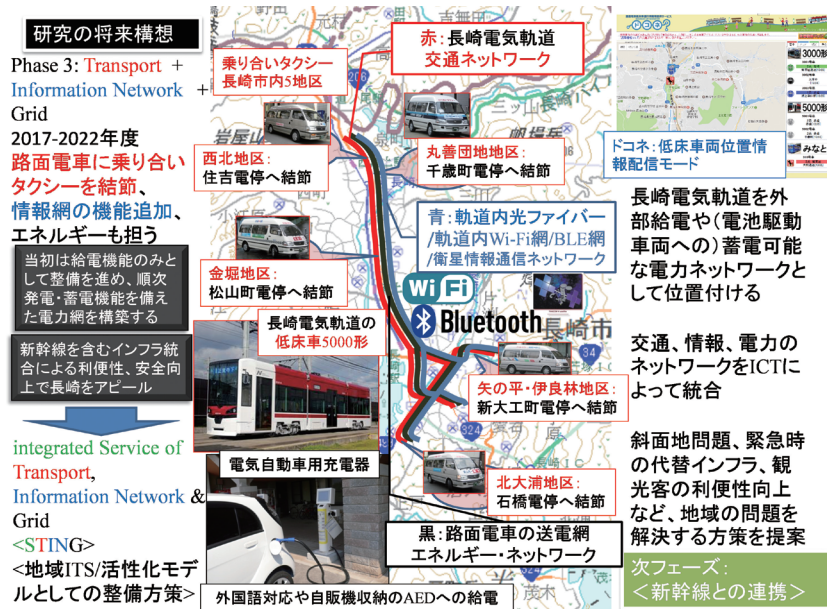 研究の将来構想
Phase 3: Transport +
Information Network +
Grid
2017-2022年度
路面電車に乗り合い
タクシーを結節、
情報網の機能追加、
エネルギーも担う
当初は給電機能のみと
して整備を進め、順次
発電・蓄電機能を備え
た電力網を構築する
新幹線を含むインフラ統
合による利便性、安全向
上で長崎をアピール
integrated Service of
Transport,
Information Network &
Grid
<STING>
<地域ITS/活性化モデ
ルとしての整備方策>
乗り合いタクシー
長崎市内5地区
赤:長崎電気軌道
交通ネットワーク
206
岩屋山
西北地区:
住吉電停へ結節
丸善団地地区:
千歳町電停へ結節
青:軌道内光ファイバー
/軌道内Wi-Fi網/BLE網
/衛星情報通信ネットワーク
金堀地区:
松山町電停へ結節
WiFi
Bluetooth
長崎市
34
長崎電気軌道の
低床車5000形
矢の平・伊良林地区:
新大工町電停へ結節
324
電気自動車用充電器
北大浦地区:
石橋電停へ結節
黒:路面電車の送電網
エネルギー・ネットワーク
外国語対応や自販機収納のAEDへの給電
ドコネ?
3000形
5000形
みなと
ドコネ:低床車両位置情
報配信モード
長崎電気軌道を外
部給電や(電池駆動
車両への)蓄電可能
な電力ネットワークと
して位置付ける
交通、情報、電力の
ネットワークをICTに
よって統合
斜面地問題、緊急時
の代替インフラ、観
光客の利便性向上
など、地域の問題を
解決する方策を提案
次フェーズ:
<新幹線との連携>